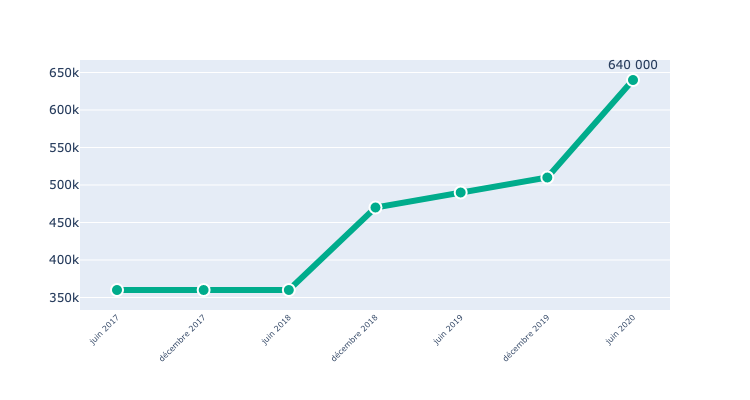 640 000
650k
600k
550k
500k
450k
400k
350k
juin 2017
décembre 2017
juin 2018
décembre 2018
juin 2019
décembre 2019
juin 2020